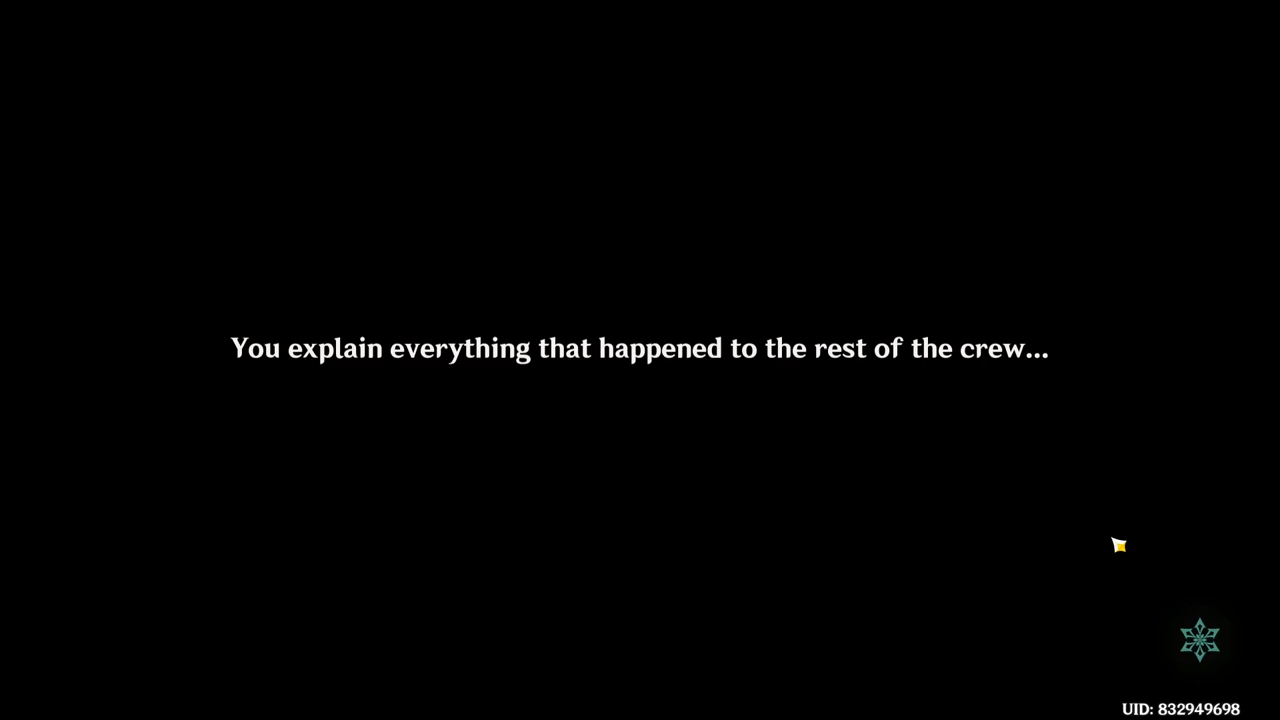 You explain everything that happened to the rest of the crew...
UID: 832949698